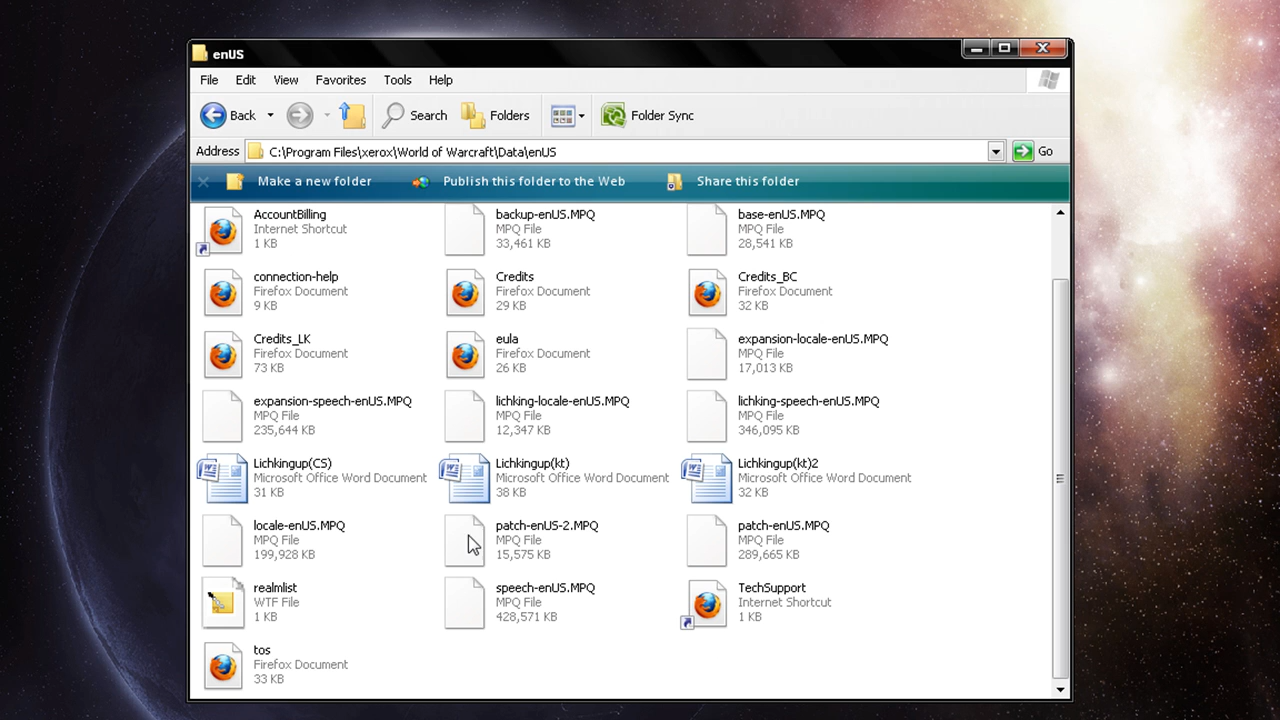 enUS
File Edit View Favorites Tools Help
Back Search Folders Folder Sync
Address C:\Program Files\xerox\World of Warcraft\Data\enUS Go
Make a new folder Publish this folder to the Web Share this folder
AccountBilling
Internet Shortcut
1 KB
backup-enUS.MPQ
MPQ File
33,461 KB
base-enUS.MPQ
MPQ File
28,541 KB
connection-help
Firefox Document
9 KB
Credits
Firefox Document
29 KB
Credits_BC
Firefox Document
32 KB
Credits_LK
Firefox Document
73 KB
eula
Firefox Document
26 KB
expansion-locale-enUS.MPQ
MPQ File
17,013 KB
expansion-speech-enUS.MPQ
MPQ File
235,644 KB
lichking-locale-enUS.MPQ
MPQ File
12,347 KB
lichking-speech-enUS.MPQ
MPQ File
346,095 KB
Lichkingup(CS)
Microsoft Office Word Document
31 KB
Lichkingup(kt)
Microsoft Office Word Document
38 KB
Lichkingup(kt)2
Microsoft Office Word Document
32 KB
locale-enUS.MPQ
MPQ File
199,928 KB
patch-enUS-2.MPQ
MPQ File
15,575 KB
patch-enUS.MPQ
MPQ File
289,665 KB
realmlist
WTF File
1 KB
speech-enUS.MPQ
MPQ File
428,571 KB
TechSupport
Internet Shortcut
1 KB
tos
Firefox Document
33 KB